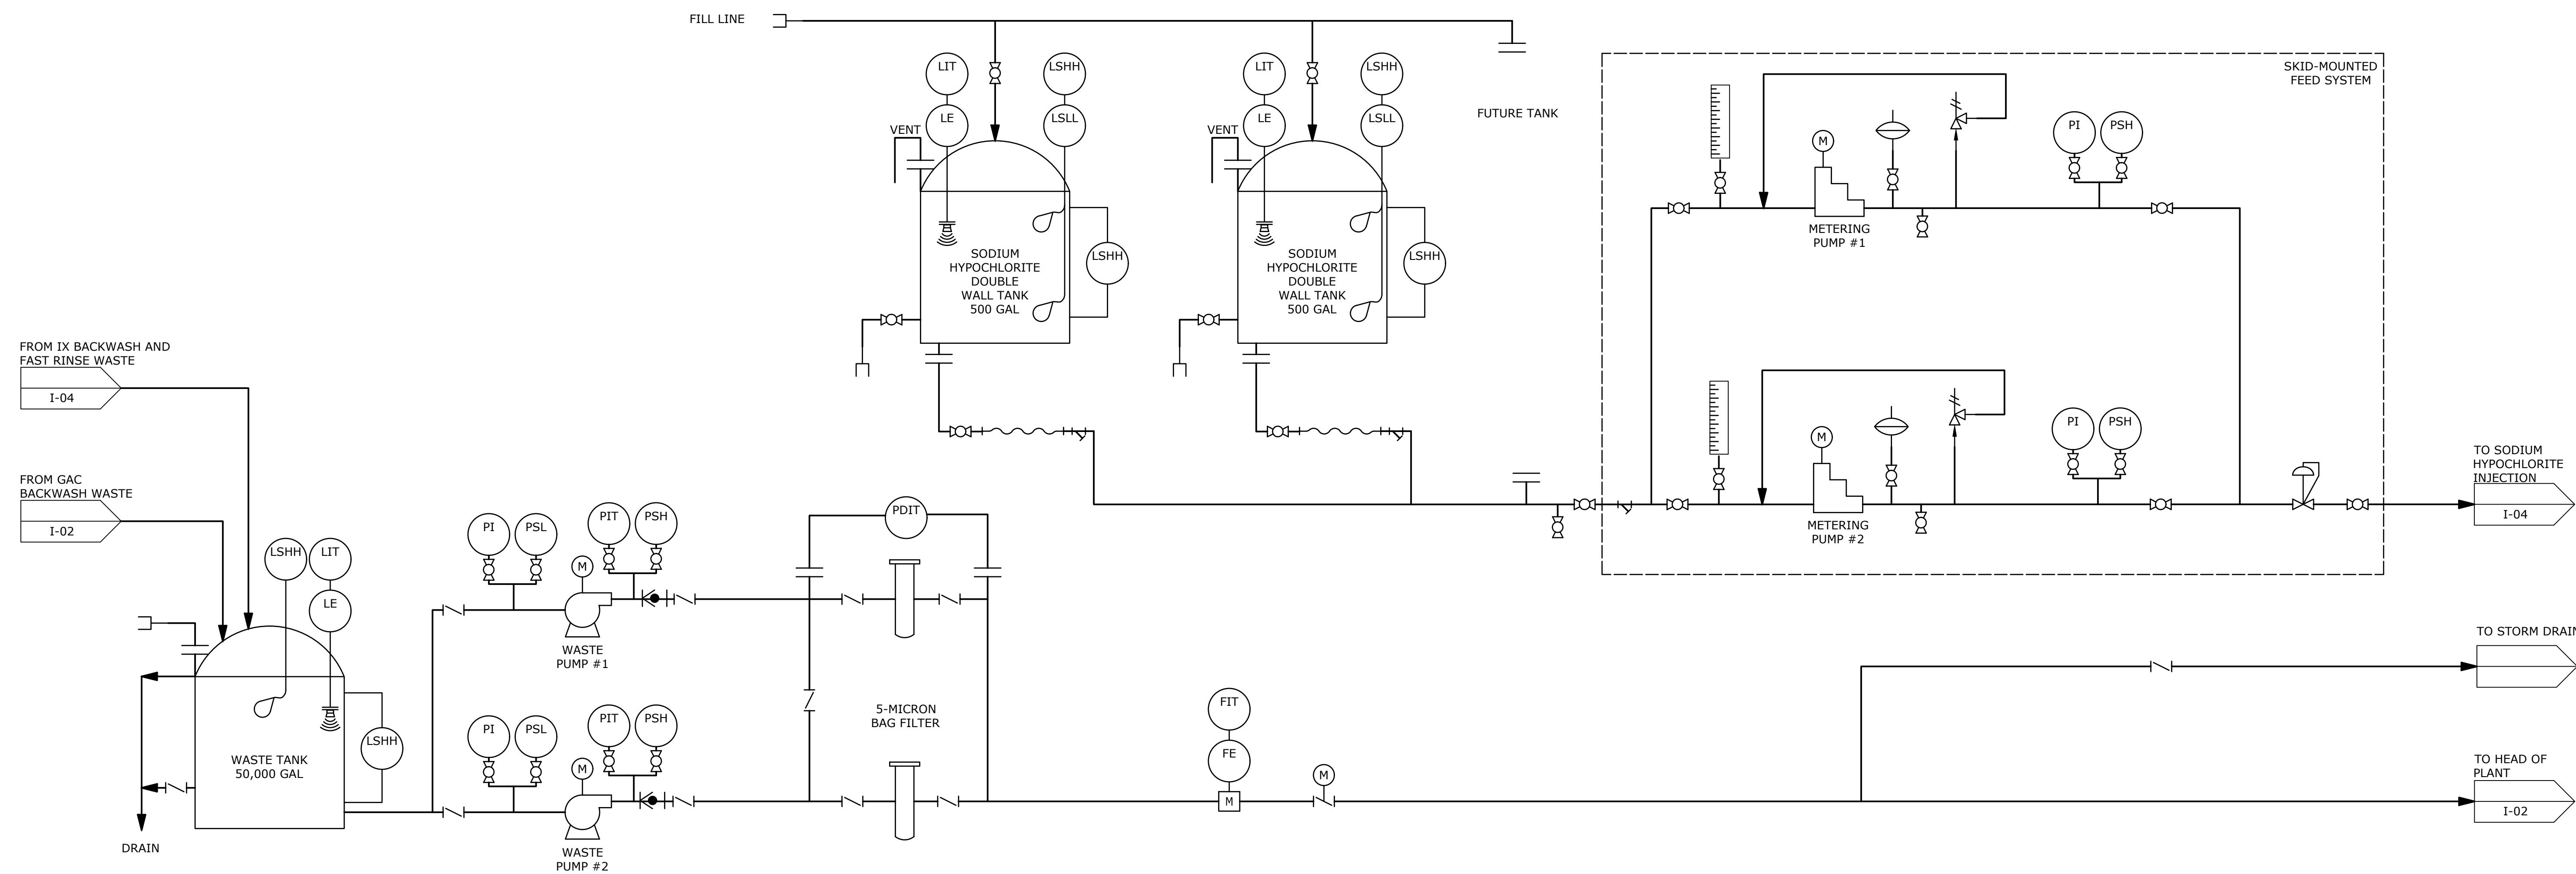 FILL LINE
SKID-MOUNTED
FEED SYSTEM
LIT
LSHH
LIT
LSHH
LE
LSLL
LE
LSLL
FUTURE TANK
VENT
VENT
PI
PSH
M
METERING
PUMP #1
SODIUM
HYPOCHLORITE
DOUBLE
WALL TANK
500 GAL
LSHH
SODIUM
HYPOCHLORITE
DOUBLE
WALL TANK
500 GAL
LSHH
FROM IX BACKWASH AND
FAST RINSE WASTE
I-04
PI
PSH
M
METERING
PUMP #2
TO SODIUM
HYPOCHLORITE
INJECTION
I-04
FROM GAC
BACKWASH WASTE
I-02
LSHH
LIT
LE
PI
PSL
PIT
PSH
M
PDIT
WASTE
PUMP #1
TO STORM DRAIN
5-MICRON
BAG FILTER
FIT
FE
M
M
PI
PSL
PIT
PSH
M
LSHH
WASTE TANK
50,000 GAL
TO HEAD OF
PLANT
I-02
DRAIN
WASTE
PUMP #2